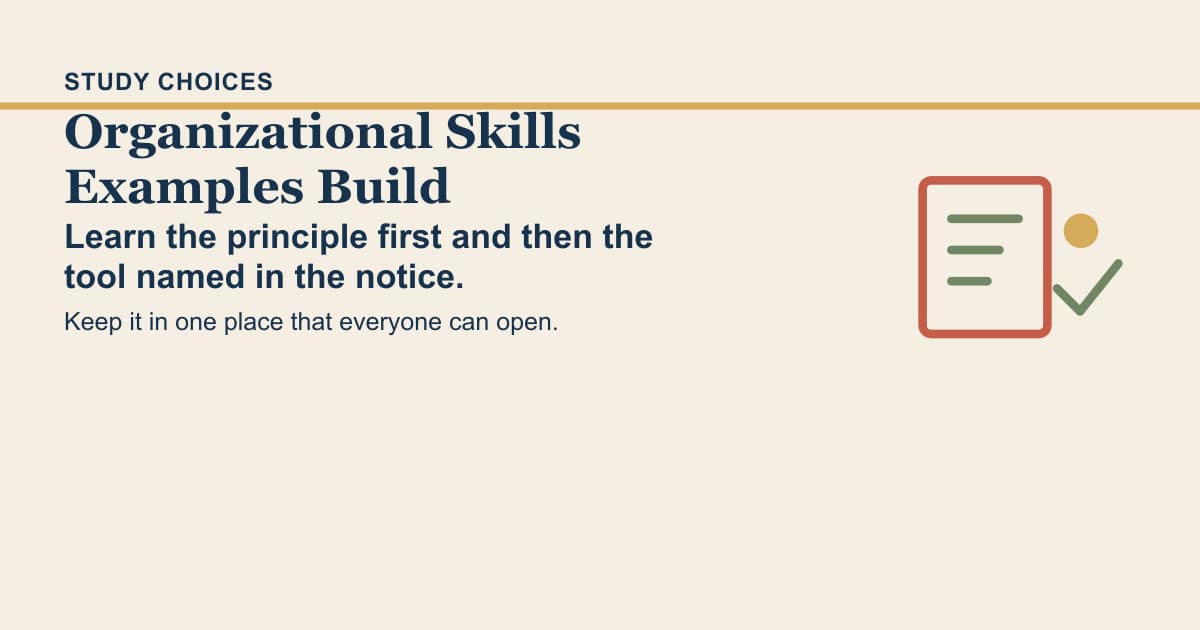 STUDY CHOICES
Organizational Skills
Examples Build
Learn the principle first and then the
tool named in the notice.
Keep it in one place that everyone can open.